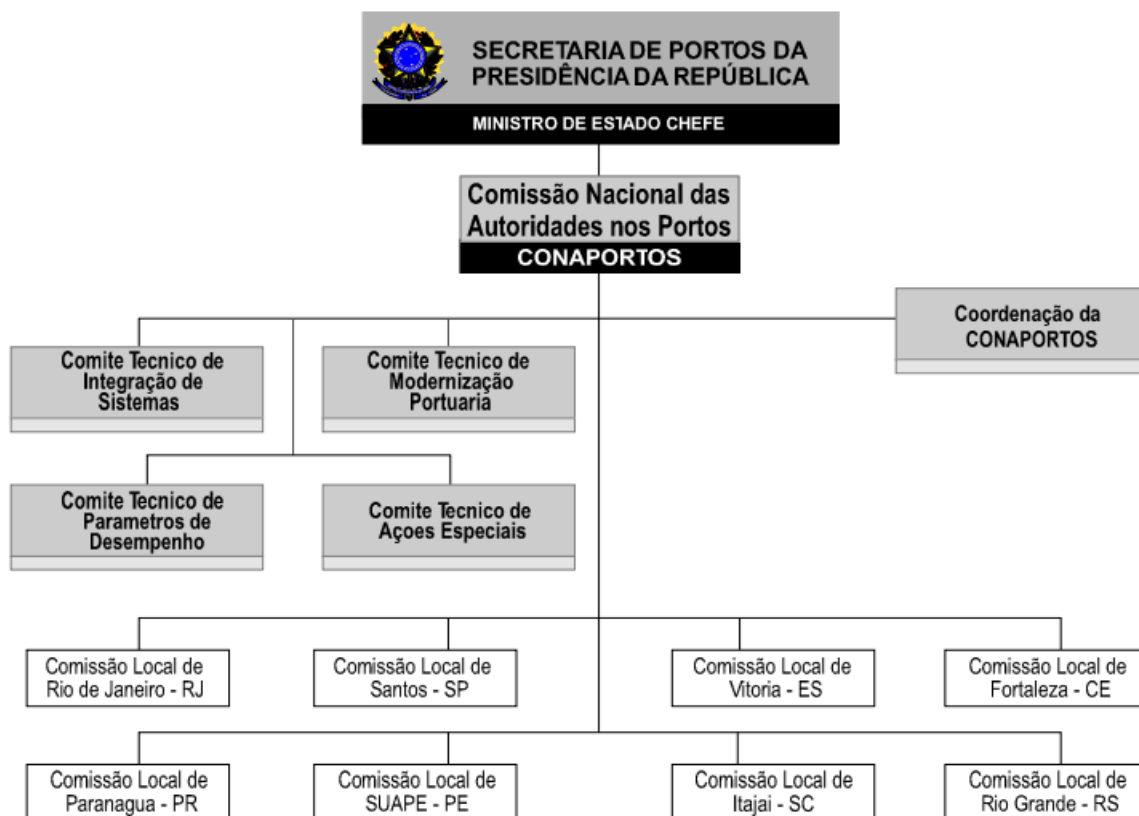 SECRETARIA DE PORTOS DA
PRESIDÊNCIA DA REPÚBLICA
MINISTRO DE ESTADO CHEFE
Comissão Nacional das
Autoridades nos Portos
CONAPORTOS
Coordenação da
CONAPORTOS
Comite Tecnico de
Integração de
Sistemas
Comite Tecnico de
Modernização
Portuaria
Comite Tecnico de
Parametros de
Desempenho
Comite Tecnico de
Açoes Especiais
Comissão Local de
Rio de Janeiro - RJ
Comissão Local de
Santos - SP
Comissão Local de
Vitoria - ES
Comissão Local de
Fortaleza - CE
Comissão Local de
Paranagua - PR
Comissão Local de
SUAPE - PE
Comissão Local de
Itajai - SC
Comissão Local de
Rio Grande - RS